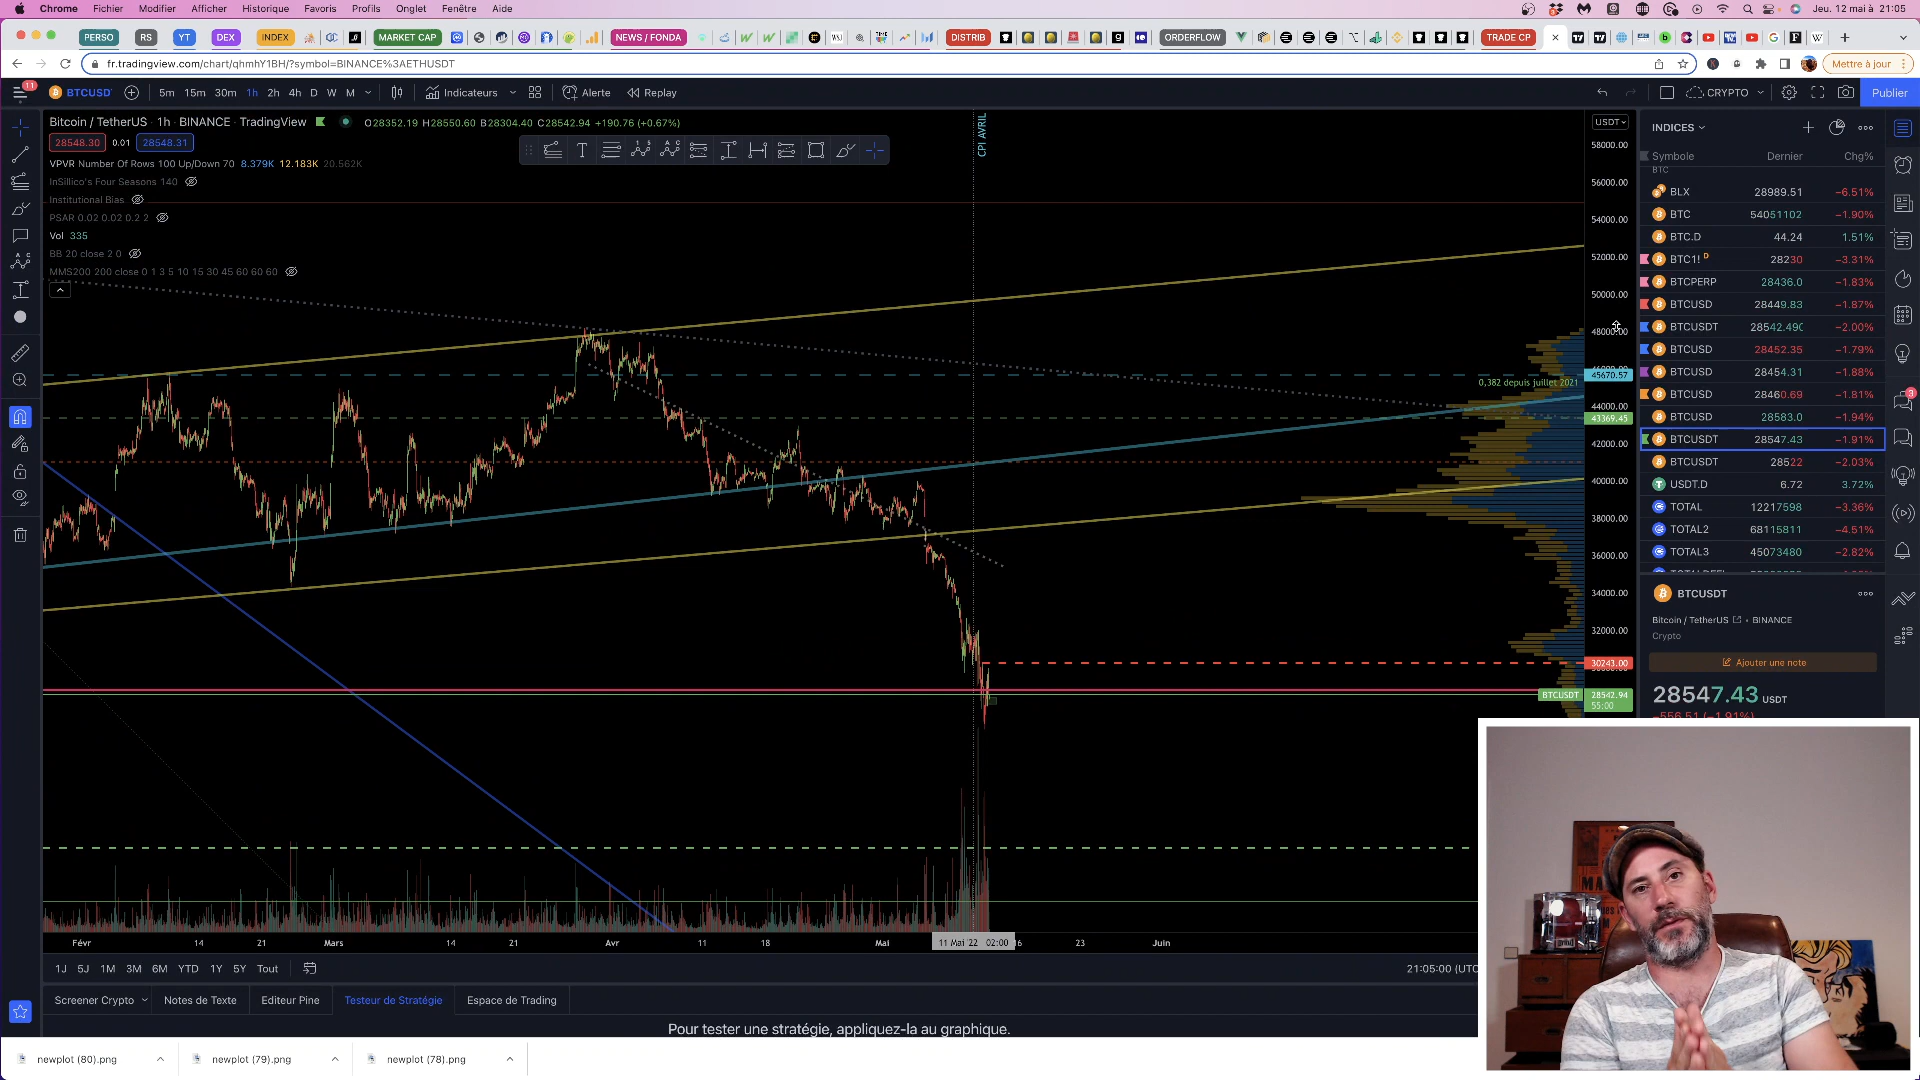 Chrome Fichier Modifier Afficher Historique Favoris Profils Onglet Fenêtre Aide Jeu. 12 mai à 21:05
PERSO RS YT DEX INDEX MARKET CAP NEWS / FONDA DISTRIB ORDERFLOW TRADE CP
fr.tradingview.com/chart/qhmhY1BH/?symbol=BINANCE%3AETHUSDT Mettre à jour
11 BTCUSD 5m 15m 30m 1h 2h 4h D W M Indicateurs Alerte Replay CRYPTO Publier
Bitcoin / TetherUS · 1h · BINANCE · TradingView O28352.19 H28550.60 B28304.40 C28542.94 +190.76 (+0.67%)
28548.30 0.01 28548.31
VPVR Number Of Rows 100 Up/Down 70 8.379K 12.183K 20.562K
InSillico's Four Seasons 140
Institutional Bias
PSAR 0.02 0.02 0.2 2
Vol 335
BB 20 close 2 0
MMS200 200 close 0 1 3 5 10 15 30 45 60 60 60
CPI AVRIL
0,382 depuis juillet 2021
USDT
58000.00
56000.00
54000.00
52000.00
50000.00
48000.00
45670.57
44000.00
43369.45
42000.00
40000.00
38000.00
36000.00
34000.00
32000.00
30243.00
BTCUSDT 28542.94
55:00
Févr 14 21 Mars 14 21 Avr 11 18 Mai 11 Mai '22 02:00 16 23 Juin
1J 5J 1M 3M 6M YTD 1Y 5Y Tout 21:05:00 (UTC
Screener Crypto Notes de Texte Editeur Pine Testeur de Stratégie Espace de Trading
Pour tester une stratégie, appliquez-la au graphique.
newplot (80).png newplot (79).png newplot (78).png
INDICES
Symbole Dernier Chg%
BTC
BLX 28989.51 −6.51%
BTC 54051102 −1.90%
BTC.D 44.24 1.51%
BTC1! D 28230 −3.31%
BTCPERP 28436.0 −1.83%
BTCUSD 28449.83 −1.87%
BTCUSDT 28542.490 −2.00%
BTCUSD 28452.35 −1.79%
BTCUSD 28454.31 −1.88%
BTCUSD 28460.69 −1.81%
BTCUSD 28583.0 −1.94%
BTCUSDT 28547.43 −1.91%
BTCUSDT 28522 −2.03%
USDT.D 6.72 3.72%
TOTAL 12217598 −3.36%
TOTAL2 68115811 −4.51%
TOTAL3 45073480 −2.82%
BTCUSDT
Bitcoin / TetherUS • BINANCE
Crypto
Ajouter une note
28547.43 USDT
−556.51 (−1.91%)
3